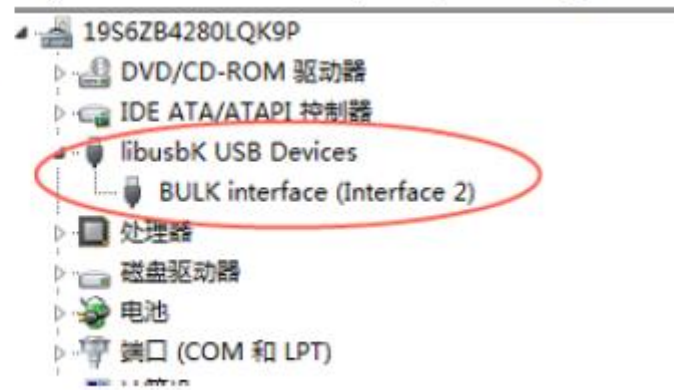 19S6ZB4280LQK9P
DVD/CD-ROM 驱动器
IDE ATA/ATAPI 控制器
libusbK USB Devices
BULK interface (Interface 2)
处理器
磁盘驱动器
电池
端口 (COM 和 LPT)